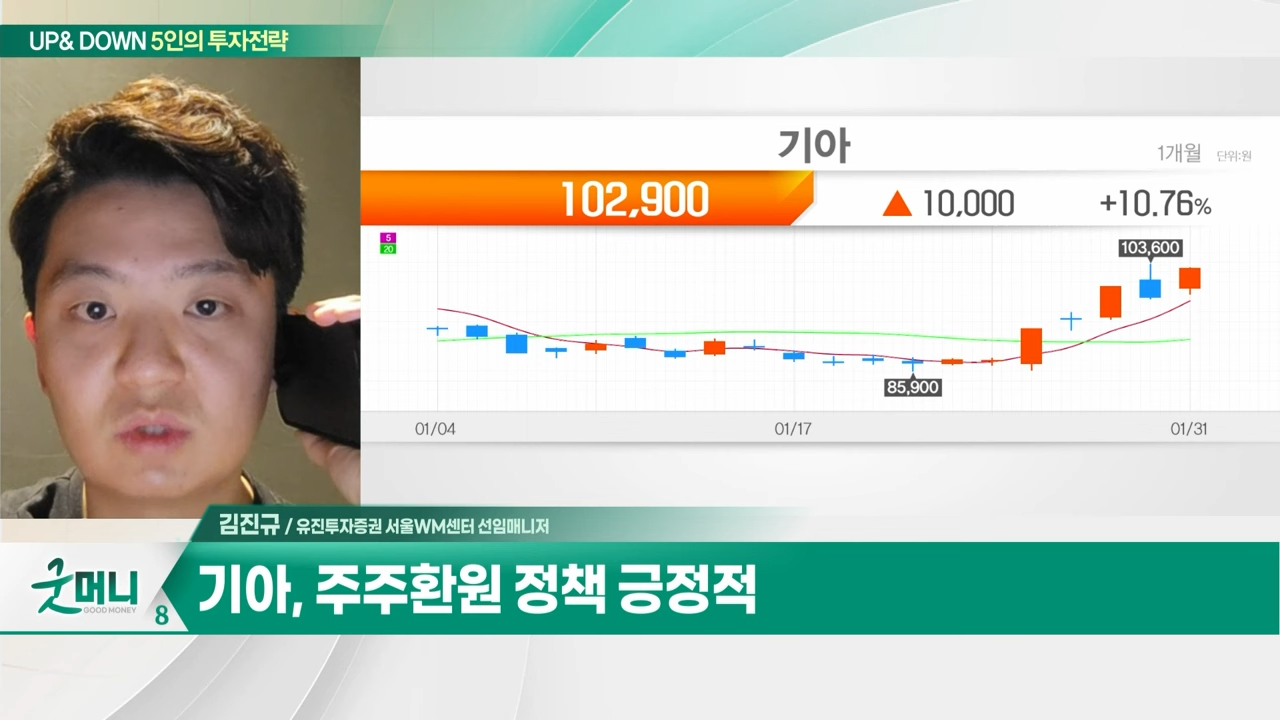 UP& DOWN 5인의 투자전략
기아
1개월 단위:원
102,900 ▲ 10,000 +10.76%
5
20
103,600
85,900
01/04 01/17 01/31
김진규 / 유진투자증권 서울WM센터 선임매니저
굿머니
GOOD MONEY
8
기아, 주주환원 정책 긍정적